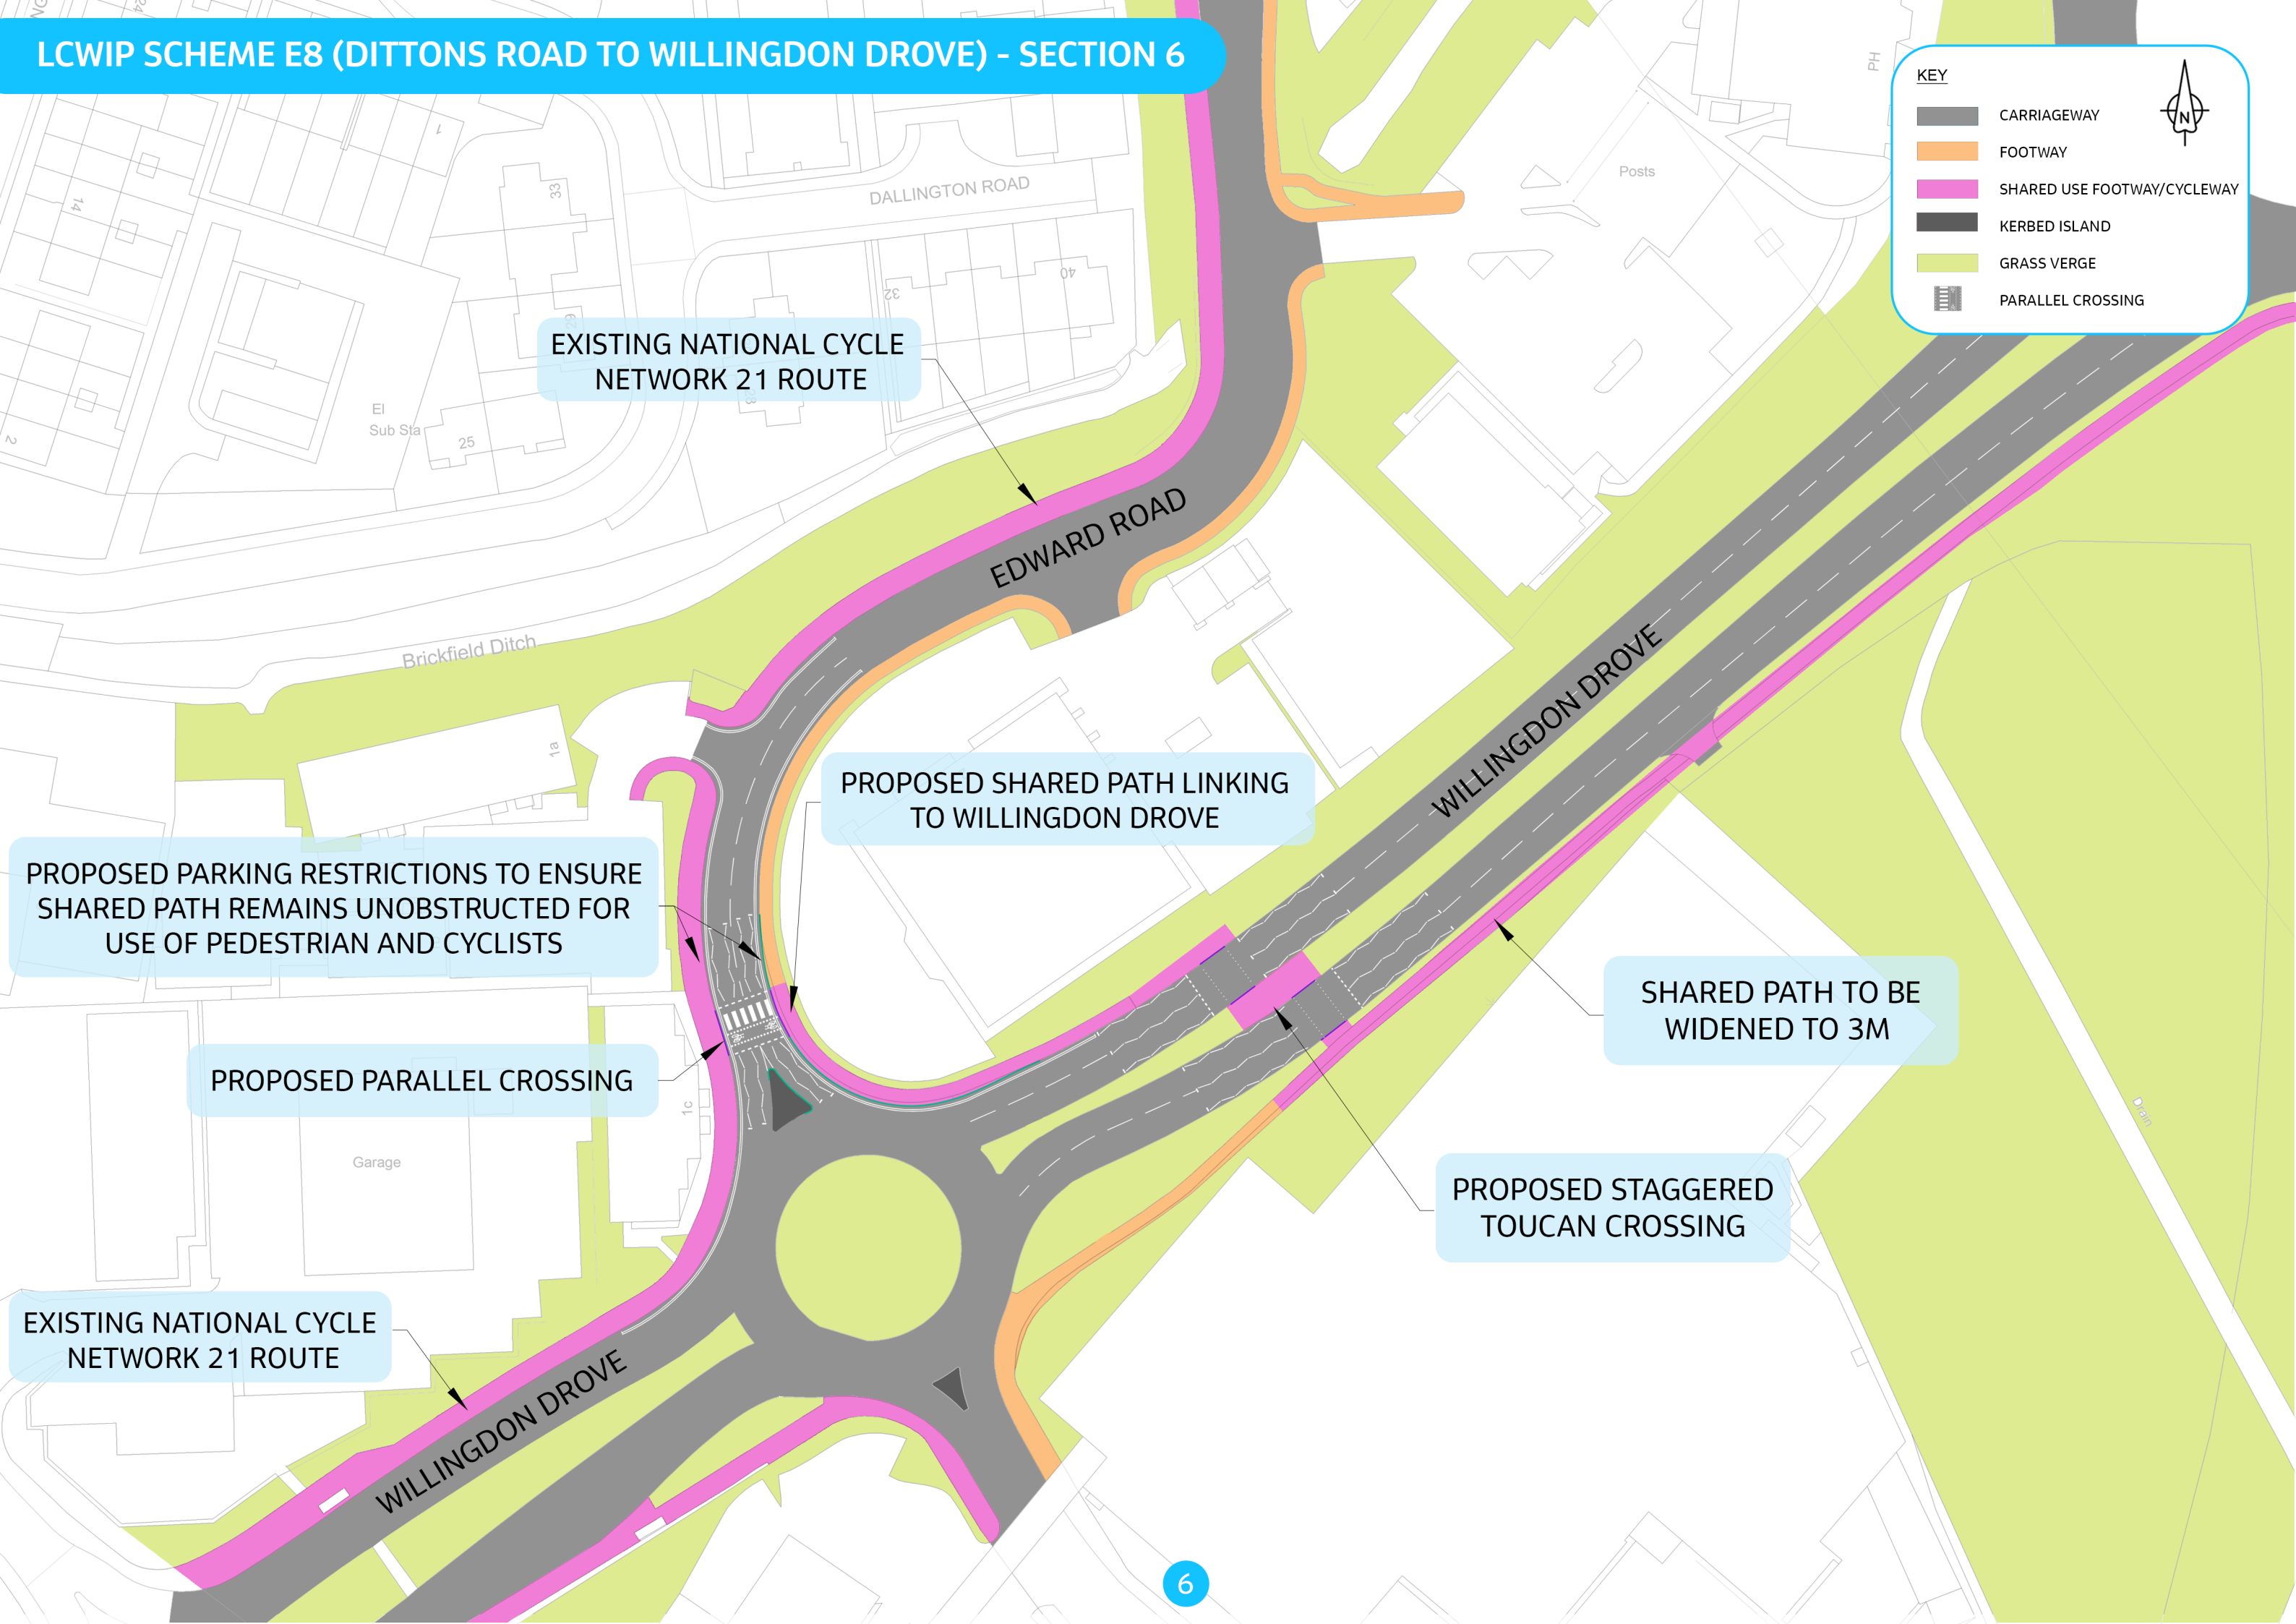 LCWIP SCHEME E8 (DITTONS ROAD TO WILLINGDON DROVE) - SECTION 6
KEY
N
CARRIAGEWAY
FOOTWAY
SHARED USE FOOTWAY/CYCLEWAY
KERBED ISLAND
GRASS VERGE
PARALLEL CROSSING
PH
Posts
24
1
14
33
DALLINGTON ROAD
32
40
29
EXISTING NATIONAL CYCLE
NETWORK 21 ROUTE
El
Sub Sta
2
25
EDWARD ROAD
Brickfield Ditch
WILLINGDON DROVE
1a
PROPOSED SHARED PATH LINKING
TO WILLINGDON DROVE
PROPOSED PARKING RESTRICTIONS TO ENSURE
SHARED PATH REMAINS UNOBSTRUCTED FOR
USE OF PEDESTRIAN AND CYCLISTS
SHARED PATH TO BE
WIDENED TO 3M
PROPOSED PARALLEL CROSSING
1c
Drain
Garage
PROPOSED STAGGERED
TOUCAN CROSSING
EXISTING NATIONAL CYCLE
NETWORK 21 ROUTE
WILLINGDON DROVE
6